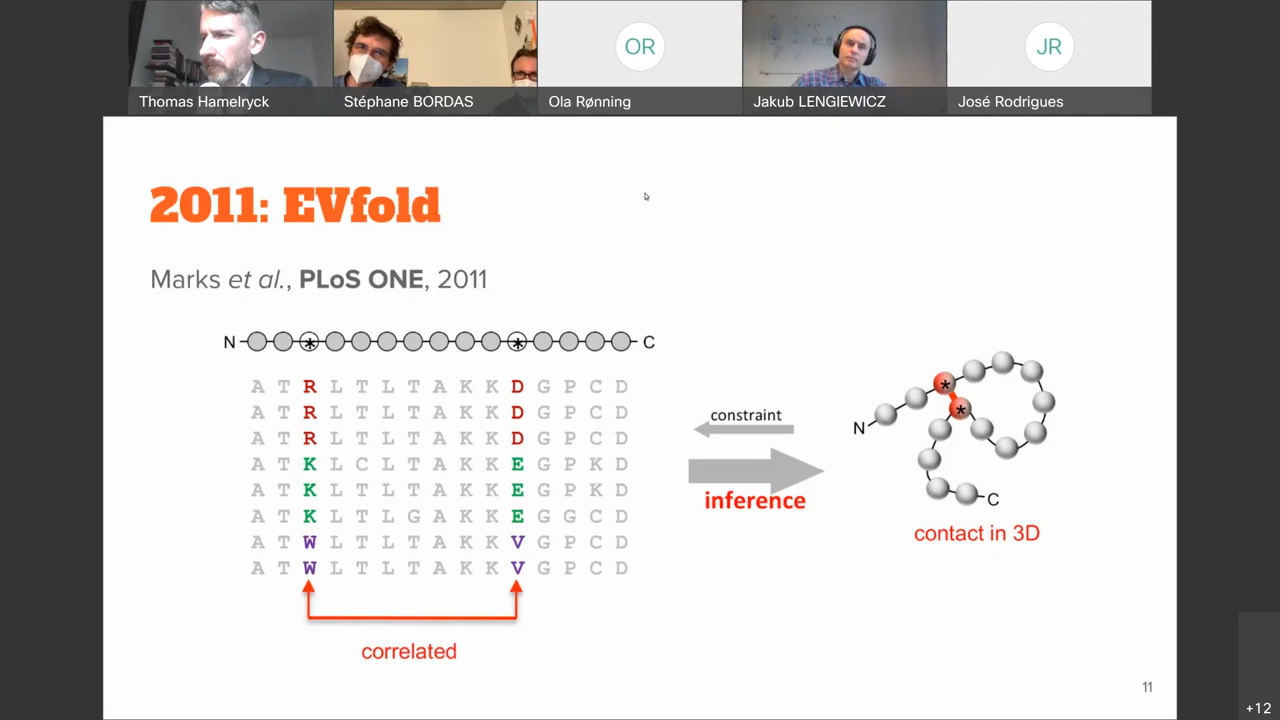 OR
JR
Thomas Hamelryck
Stéphane BORDAS
Ola Rønning
Jakub LENGIEWICZ
José Rodrigues
2011: EVfold
Marks et al., PLoS ONE, 2011
N * * C
A T R L T L T A K K D G P C D
A T R L T L T A K K D G P C D
A T R L T L T A K K D G P C D
A T K L C L T A K K E G P K D
A T K L T L T A K K E G P K D
A T K L T L G A K K E G G C D
A T W L T L T A K K V G P C D
A T W L T L T A K K V G P C D
correlated
constraint
inference
*
*
N
C
contact in 3D
11
+12